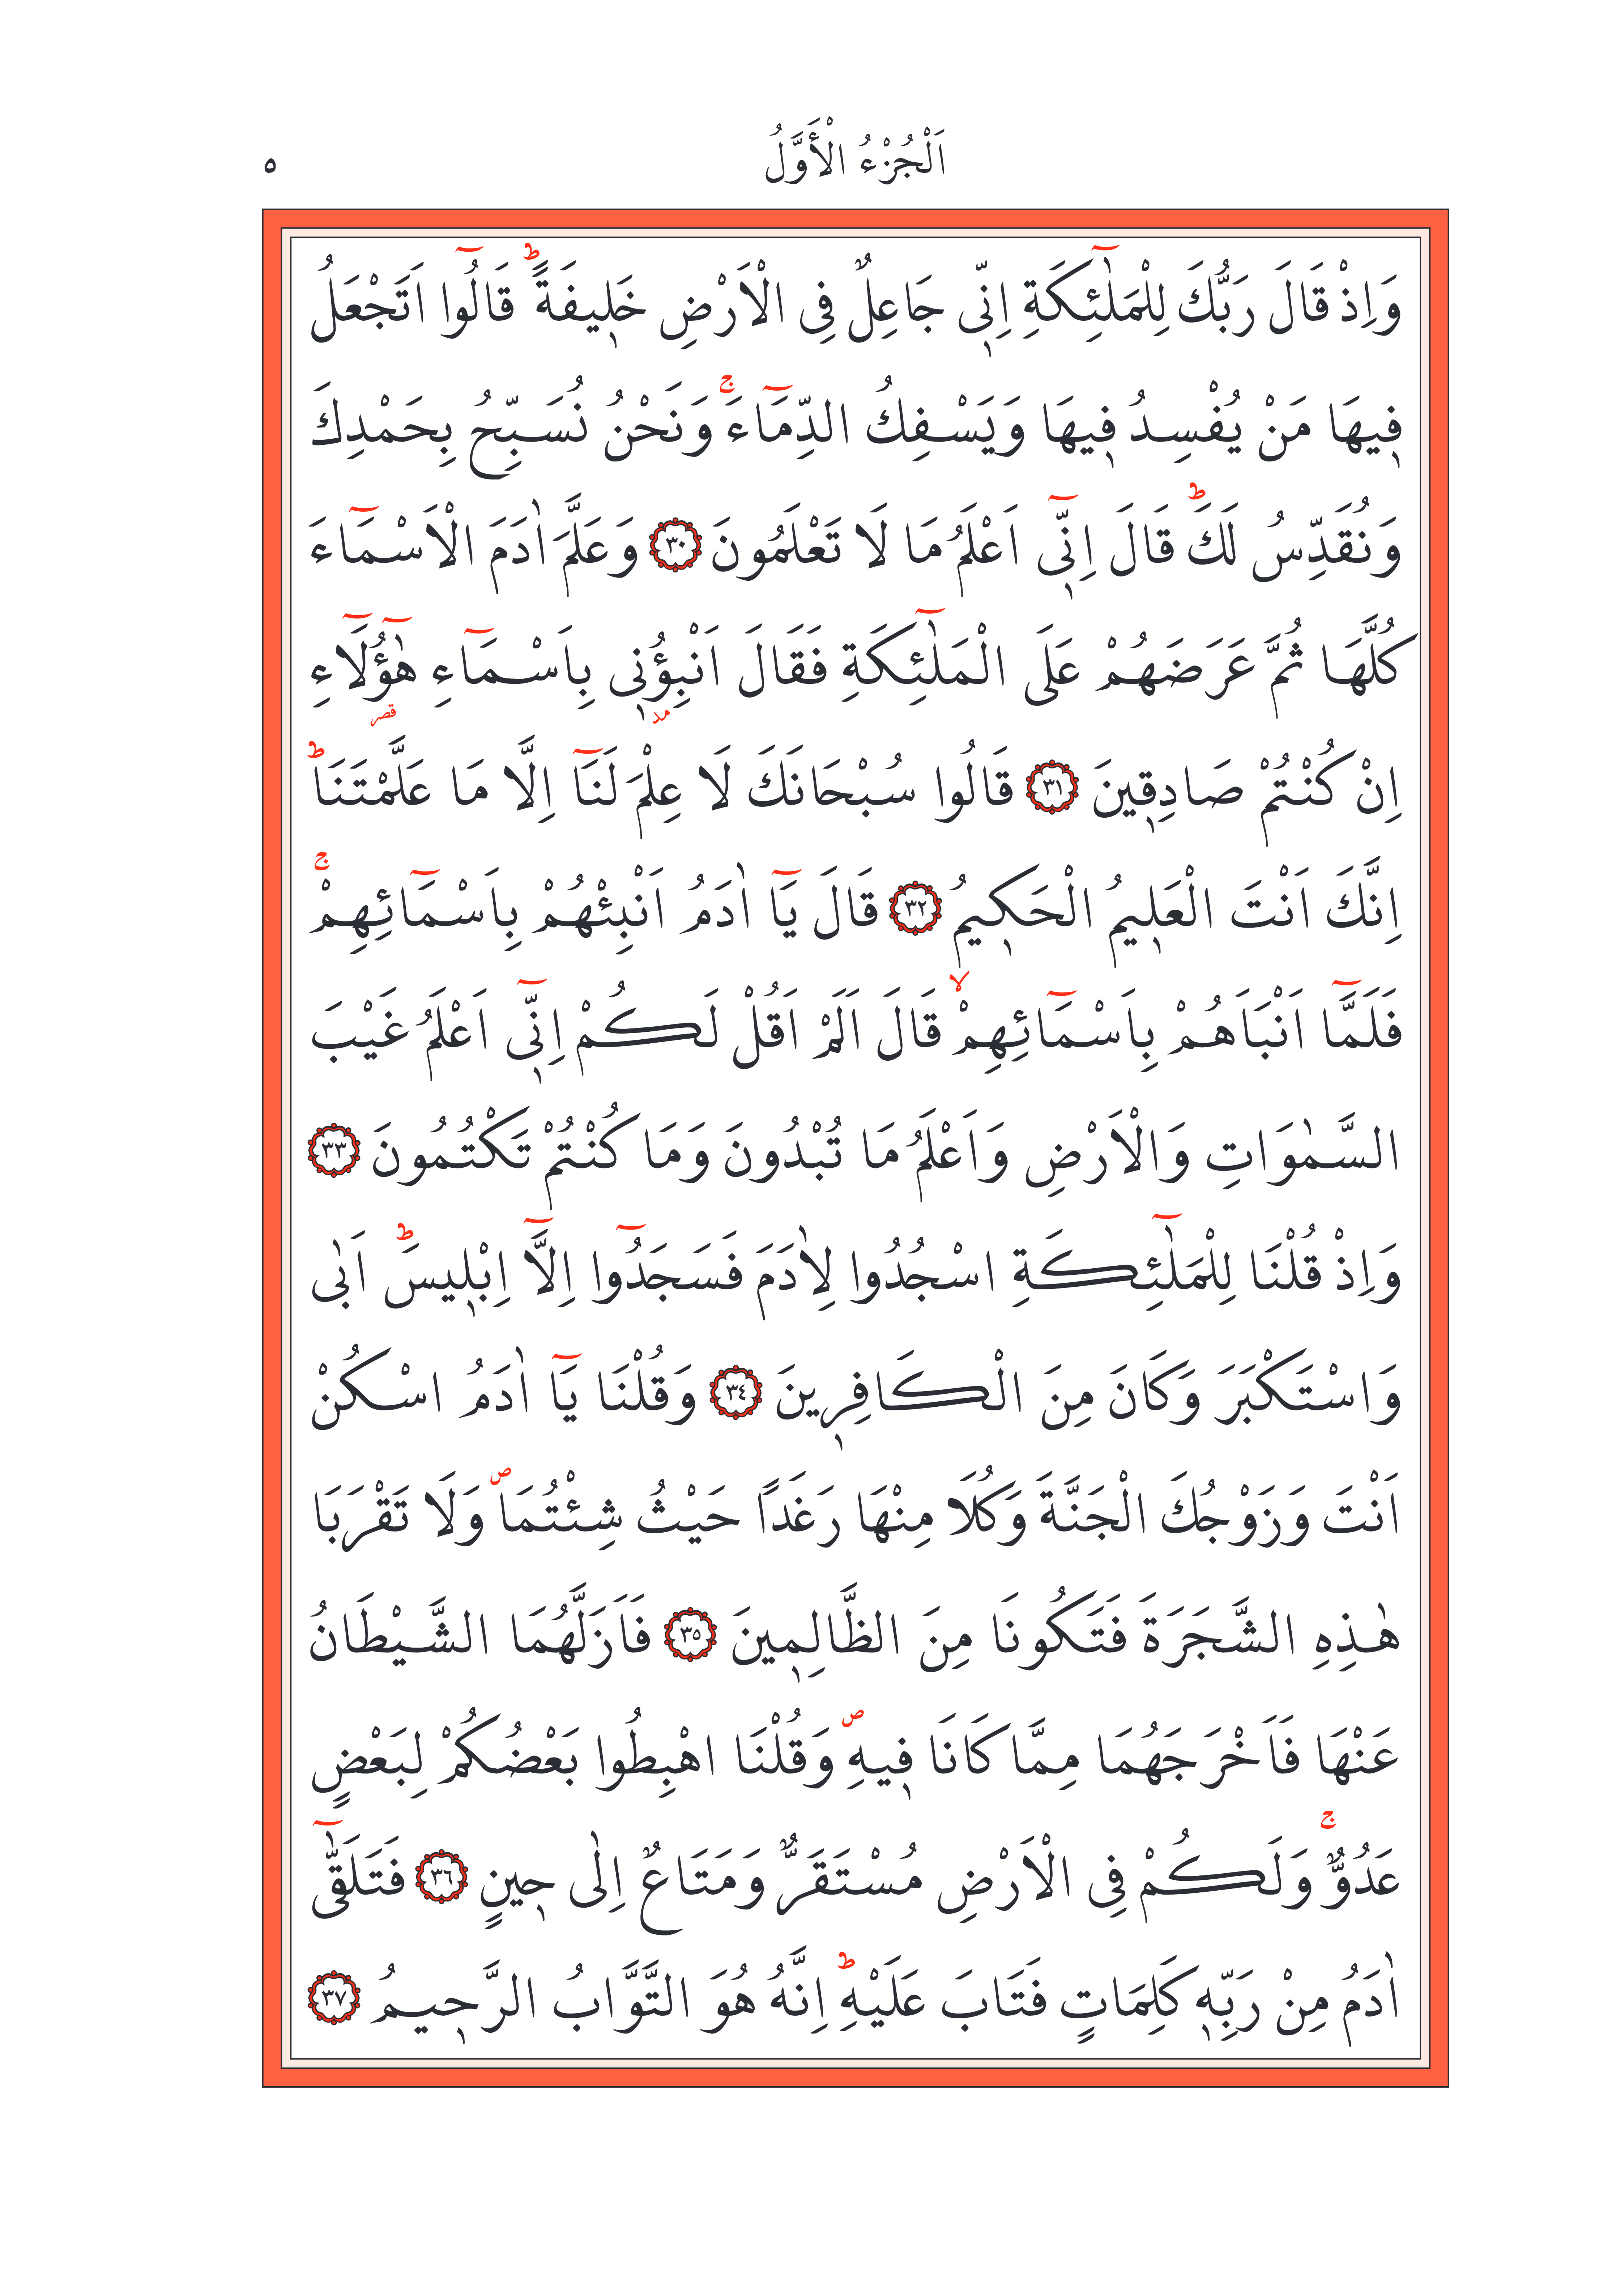 اَلْجُزْءُ الْأَوَّلُ
٥
وَاِذْ قَالَ رَبُّكَ لِلْمَلٰٓئِكَةِ اِنّ۪ى جَاعِلٌ فِى الْاَرْضِ خَل۪يفَةًۜ قَالُٓوا اَتَجْعَلُ
ف۪يهَا مَنْ يُفْسِدُ ف۪يهَا وَيَسْفِكُ الدِّمَٓاءَۚ وَنَحْنُ نُسَبِّحُ بِحَمْدِكَ
وَنُقَدِّسُ لَكَۜ قَالَ اِنّ۪ٓى اَعْلَمُ مَا لَا تَعْلَمُونَ ﴿٣٠﴾ وَعَلَّمَ اٰدَمَ الْاَسْمَٓاءَ
كُلَّهَا ثُمَّ عَرَضَهُمْ عَلَى الْمَلٰٓئِكَةِ فَقَالَ اَنْبِؤُ۫ن۪ى بِاَسْمَٓاءِ هٰٓؤُ۬لَٓاءِ
اِنْ كُنْتُمْ صَادِق۪ينَ ﴿٣١﴾ قَالُوا سُبْحَانَكَ لَا عِلْمَ لَنَٓا اِلَّا مَا عَلَّمْتَنَاۜ
اِنَّكَ اَنْتَ الْعَل۪يمُ الْحَك۪يمُ ﴿٣٢﴾ قَالَ يَٓا اٰدَمُ اَنْبِئْهُمْ بِاَسْمَٓائِهِمْۚ
فَلَمَّٓا اَنْبَاَهُمْ بِاَسْمَٓائِهِمْۙ قَالَ اَلَمْ اَقُلْ لَكُمْ اِنّ۪ٓى اَعْلَمُ غَيْبَ
السَّمٰوَاتِ وَالْاَرْضِ وَاَعْلَمُ مَا تُبْدُونَ وَمَا كُنْتُمْ تَكْتُمُونَ ﴿٣٣﴾
وَاِذْ قُلْنَا لِلْمَلٰٓئِكَةِ اسْجُدُوا لِاٰدَمَ فَسَجَدُٓوا اِلَّٓا اِبْل۪يسَۜ اَبٰى
وَاسْتَكْبَرَ وَكَانَ مِنَ الْكَافِر۪ينَ ﴿٣٤﴾ وَقُلْنَا يَٓا اٰدَمُ اسْكُنْ
اَنْتَ وَزَوْجُكَ الْجَنَّةَ وَكُلَا مِنْهَا رَغَدًا حَيْثُ شِئْتُمَاۖ وَلَا تَقْرَبَا
هٰذِهِ الشَّجَرَةَ فَتَكُونَا مِنَ الظَّالِم۪ينَ ﴿٣٥﴾ فَاَزَلَّهُمَا الشَّيْطَانُ
عَنْهَا فَاَخْرَجَهُمَا مِمَّا كَانَا ف۪يهِۖ وَقُلْنَا اهْبِطُوا بَعْضُكُمْ لِبَعْضٍ
عَدُوٌّۚ وَلَكُمْ فِى الْاَرْضِ مُسْتَقَرٌّ وَمَتَاعٌ اِلٰى ح۪ينٍ ﴿٣٦﴾ فَتَلَقّٰٓى
اٰدَمُ مِنْ رَبِّه۪ كَلِمَاتٍ فَتَابَ عَلَيْهِۜ اِنَّهُ هُوَ التَّوَّابُ الرَّح۪يمُ ﴿٣٧﴾